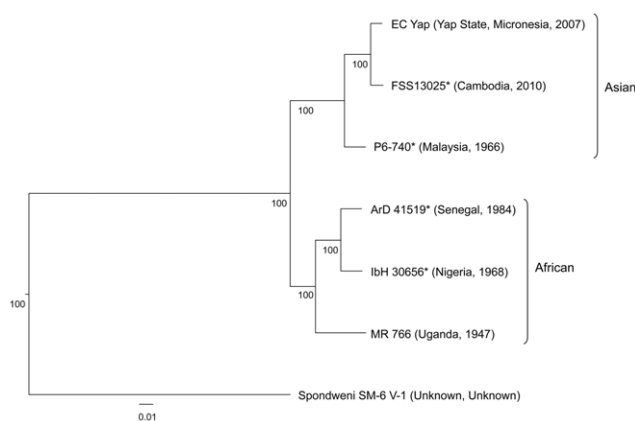 EC Yap (Yap State, Micronesia, 2007)
100
FSS13025* (Cambodia, 2010)
Asian
100
P6-740* (Malaysia, 1966)
100
ArD 41519* (Senegal, 1984)
100
IbH 30656* (Nigeria, 1968)
African
100
MR 766 (Uganda, 1947)
100
Spondweni SM-6 V-1 (Unknown, Unknown)
0.01